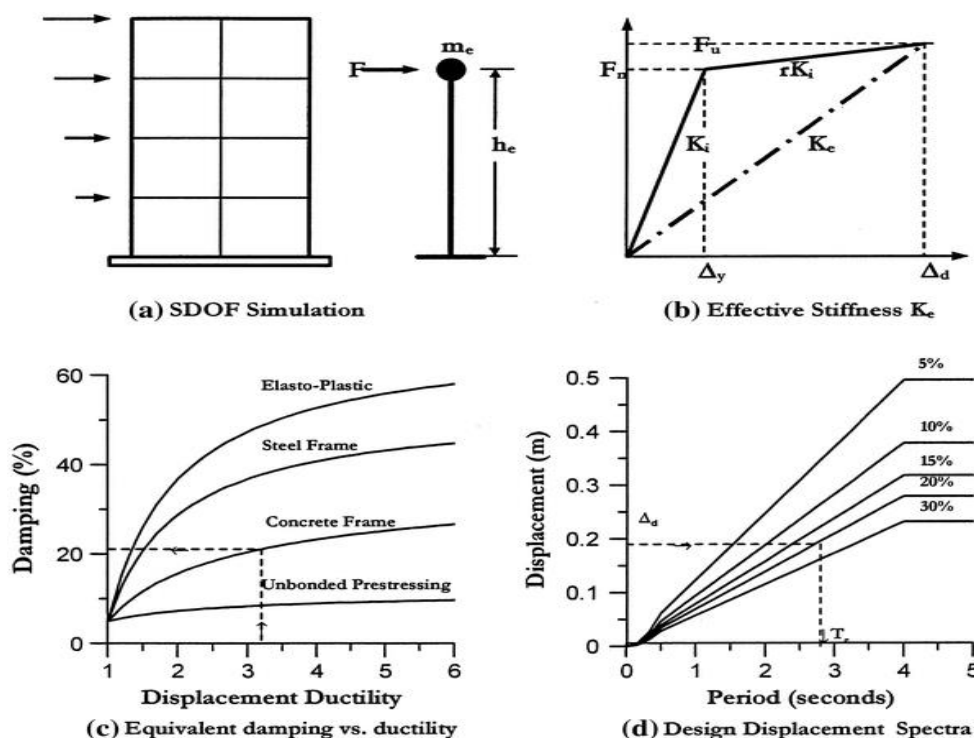 mₑ
F
hₑ
(a) SDOF Simulation
Fᵤ
Fₙ
rKᵢ
Kᵢ
Kₑ
Δy
Δd
(b) Effective Stiffness Kₑ
60
40
20
0
Damping (%)
Elasto-Plastic
Steel Frame
Concrete Frame
Unbonded Prestressing
1 2 3 4 5 6
Displacement Ductility
(c) Equivalent damping vs. ductility
0.5
0.4
0.3
0.2
0.1
0
Displacement (m)
5%
10%
15%
20%
30%
Δd
Tₑ
0 1 2 3 4 5
Period (seconds)
(d) Design Displacement Spectra